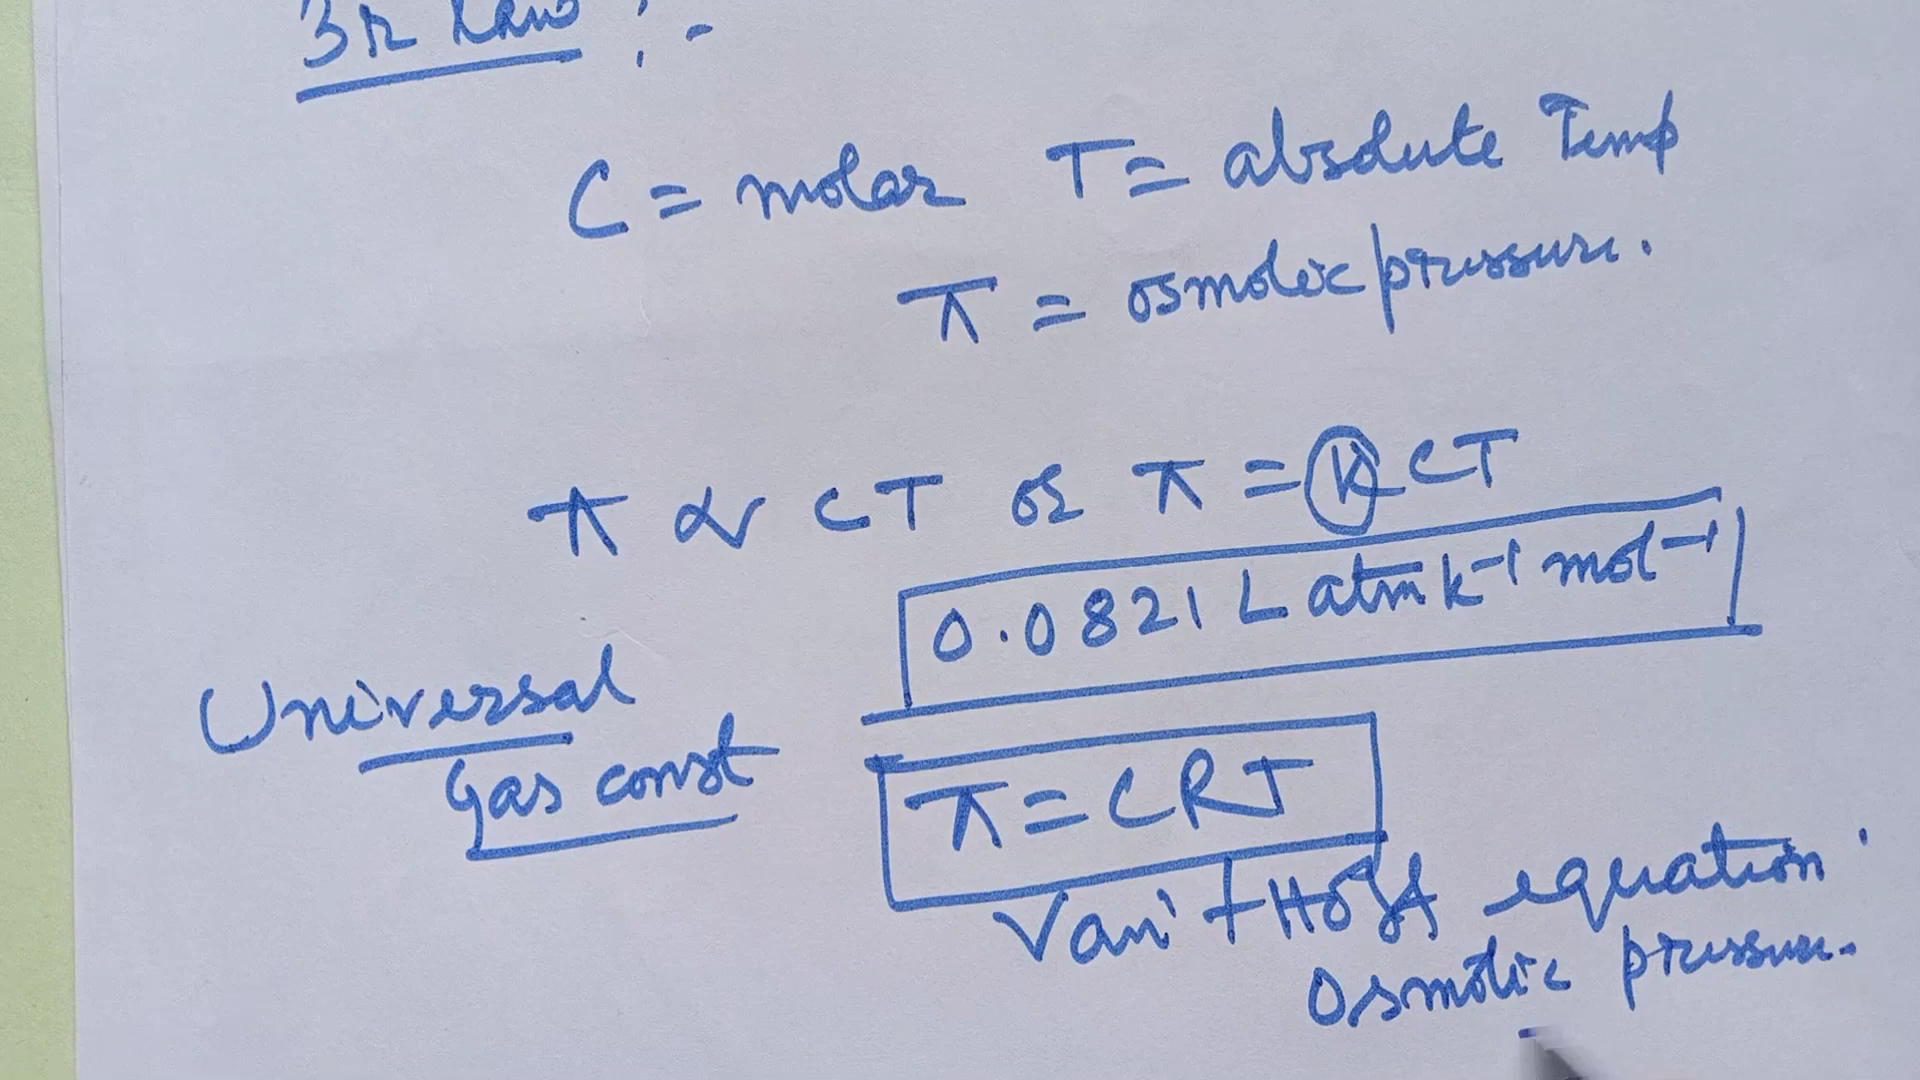 3r Law :-
C = molar T = absolute Temp
π = osmotic pressure.
π ∝ CT or π = K CT
0.0821 L atm k⁻¹ mol⁻¹
Universal
Gas const
π = CRT
Van't Hoff equation
Osmotic pressure.